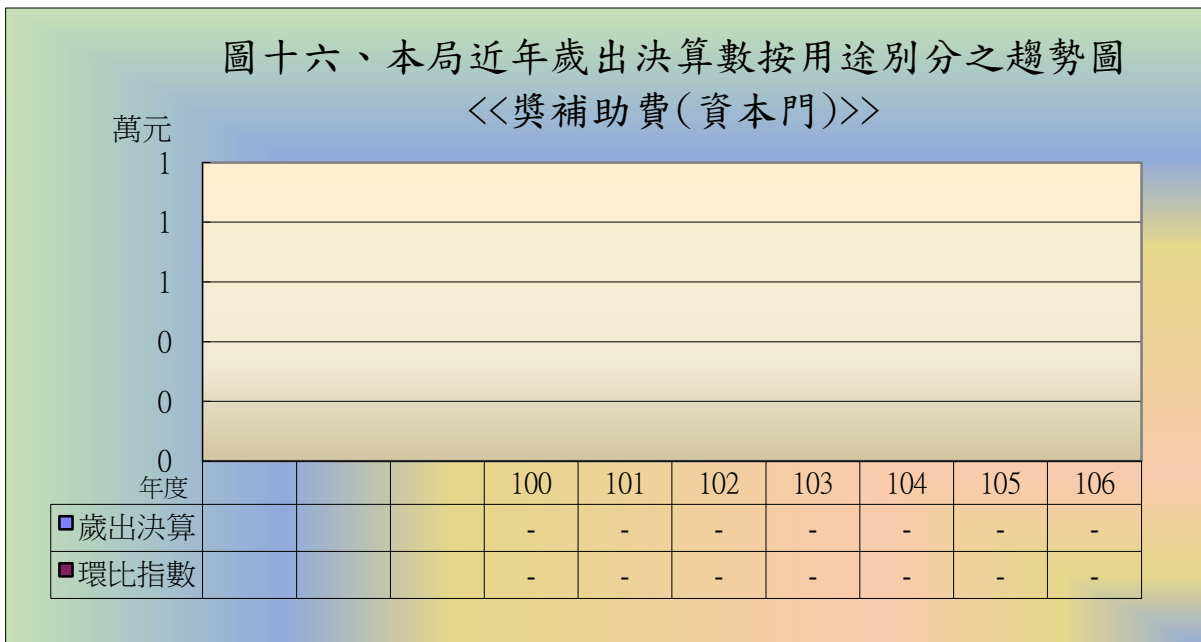 圖十六、本局近年歲出決算數按用途別分之趨勢圖
<<獎補助費(資本門)>>
萬元
1
1
1
0
0
0
年度 100 101 102 103 104 105 106
歲出決算 - - - - - - -
環比指數 - - - - - - -